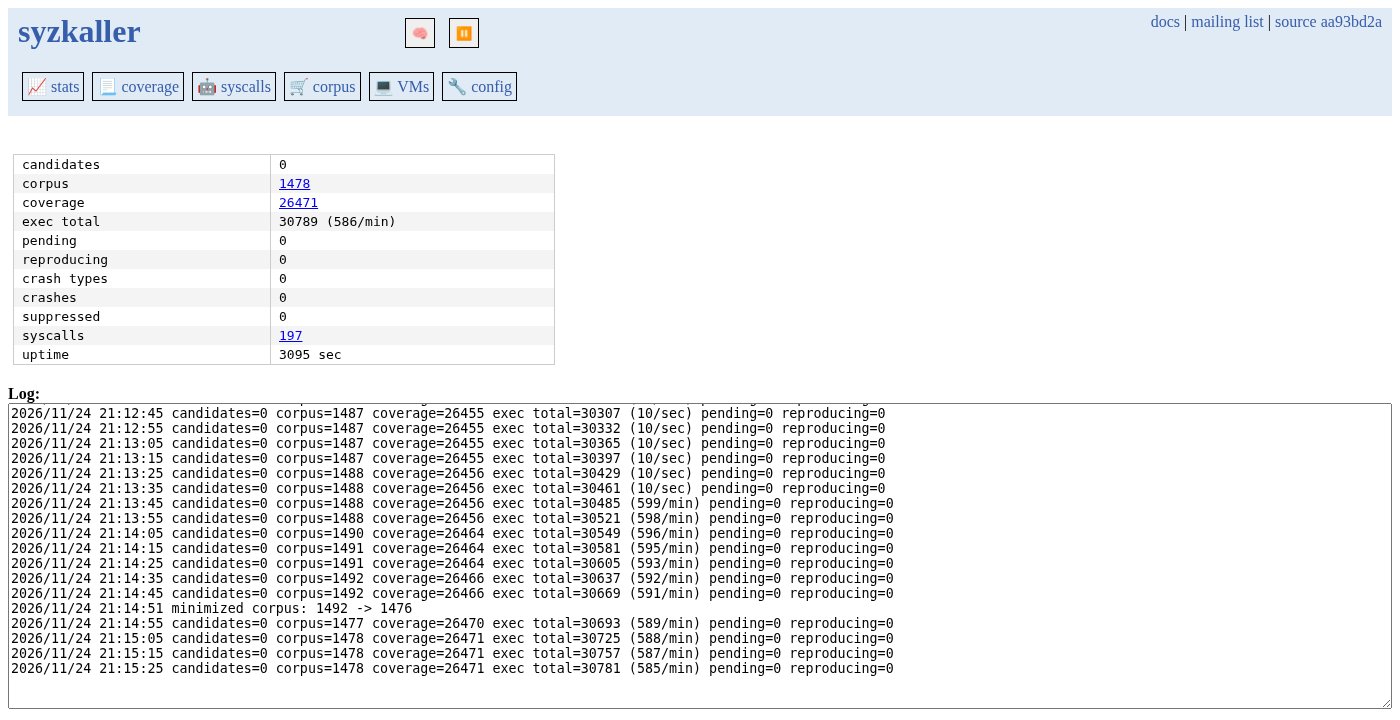 syzkaller
docs | mailing list | source aa93bd2a
stats coverage syscalls corpus VMs config
candidates 0
corpus 1478
coverage 26471
exec total 30789 (586/min)
pending 0
reproducing 0
crash types 0
crashes 0
suppressed 0
syscalls 197
uptime 3095 sec
Log:
2026/11/24 21:12:45 candidates=0 corpus=1487 coverage=26455 exec total=30307 (10/sec) pending=0 reproducing=0
2026/11/24 21:12:55 candidates=0 corpus=1487 coverage=26455 exec total=30332 (10/sec) pending=0 reproducing=0
2026/11/24 21:13:05 candidates=0 corpus=1487 coverage=26455 exec total=30365 (10/sec) pending=0 reproducing=0
2026/11/24 21:13:15 candidates=0 corpus=1487 coverage=26455 exec total=30397 (10/sec) pending=0 reproducing=0
2026/11/24 21:13:25 candidates=0 corpus=1488 coverage=26456 exec total=30429 (10/sec) pending=0 reproducing=0
2026/11/24 21:13:35 candidates=0 corpus=1488 coverage=26456 exec total=30461 (10/sec) pending=0 reproducing=0
2026/11/24 21:13:45 candidates=0 corpus=1488 coverage=26456 exec total=30485 (599/min) pending=0 reproducing=0
2026/11/24 21:13:55 candidates=0 corpus=1488 coverage=26456 exec total=30521 (598/min) pending=0 reproducing=0
2026/11/24 21:14:05 candidates=0 corpus=1490 coverage=26464 exec total=30549 (596/min) pending=0 reproducing=0
2026/11/24 21:14:15 candidates=0 corpus=1491 coverage=26464 exec total=30581 (595/min) pending=0 reproducing=0
2026/11/24 21:14:25 candidates=0 corpus=1491 coverage=26464 exec total=30605 (593/min) pending=0 reproducing=0
2026/11/24 21:14:35 candidates=0 corpus=1492 coverage=26466 exec total=30637 (592/min) pending=0 reproducing=0
2026/11/24 21:14:45 candidates=0 corpus=1492 coverage=26466 exec total=30669 (591/min) pending=0 reproducing=0
2026/11/24 21:14:51 minimized corpus: 1492 -> 1476
2026/11/24 21:14:55 candidates=0 corpus=1477 coverage=26470 exec total=30693 (589/min) pending=0 reproducing=0
2026/11/24 21:15:05 candidates=0 corpus=1478 coverage=26471 exec total=30725 (588/min) pending=0 reproducing=0
2026/11/24 21:15:15 candidates=0 corpus=1478 coverage=26471 exec total=30757 (587/min) pending=0 reproducing=0
2026/11/24 21:15:25 candidates=0 corpus=1478 coverage=26471 exec total=30781 (585/min) pending=0 reproducing=0